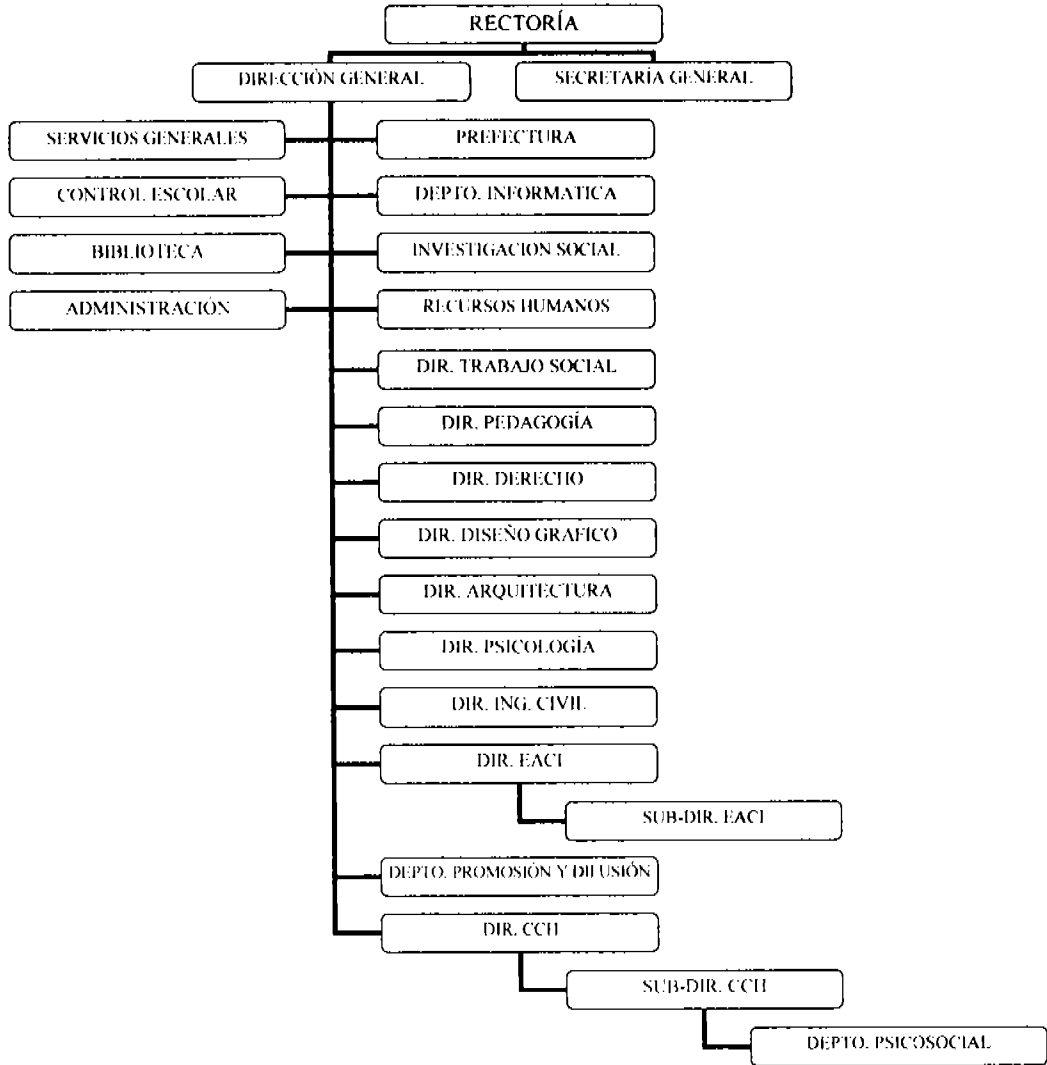 RECTORÍA
DIRECCIÓN GENERAL
SECRETARÍA GENERAL
SERVICIOS GENERALES
PREFECTURA
CONTROL ESCOLAR
DEPTO. INFORMATICA
BIBLIOTECA
INVESTIGACION SOCIAL
ADMINISTRACIÓN
RECURSOS HUMANOS
DIR. TRABAJO SOCIAL
DIR. PEDAGOGÍA
DIR. DERECHO
DIR. DISEÑO GRAFICO
DIR. ARQUITECTURA
DIR. PSICOLOGÍA
DIR. ING. CIVIL
DIR. EACI
SUB-DIR. EACI
DEPTO. PROMOSIÓN Y DIFUSIÓN
DIR. CCH
SUB-DIR. CCH
DEPTO. PSICOSOCIAL